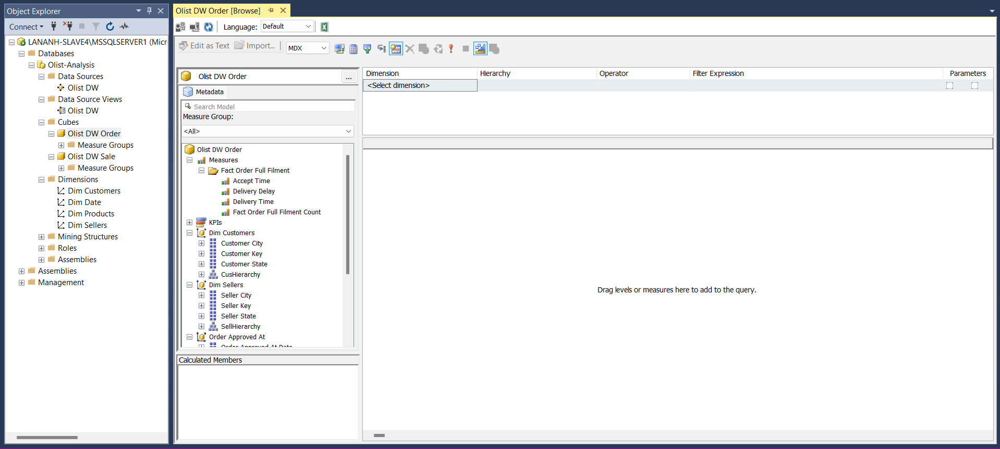 Object Explorer
Connect
LANANH-SLAVE4\MSSQLSERVER1 (Micr
Databases
Olist-Analysis
Data Sources
Olist DW
Data Source Views
Olist DW
Cubes
Olist DW Order
Measure Groups
Olist DW Sale
Measure Groups
Dimensions
Dim Customers
Dim Date
Dim Products
Dim Sellers
Mining Structures
Roles
Assemblies
Assemblies
Management
Olist DW Order [Browse]
Language: Default
Edit as Text Import... MDX
Olist DW Order ...
Metadata
Search Model
Measure Group:
<All>
Olist DW Order
Measures
Fact Order Full Filment
Accept Time
Delivery Delay
Delivery Time
Fact Order Full Filment Count
KPIs
Dim Customers
Customer City
Customer Key
Customer State
CusHierarchy
Dim Sellers
Seller City
Seller Key
Seller State
SellHierarchy
Order Approved At
Order Approved At Date
Calculated Members
Dimension Hierarchy Operator Filter Expression Parameters
<Select dimension>
Drag levels or measures here to add to the query.